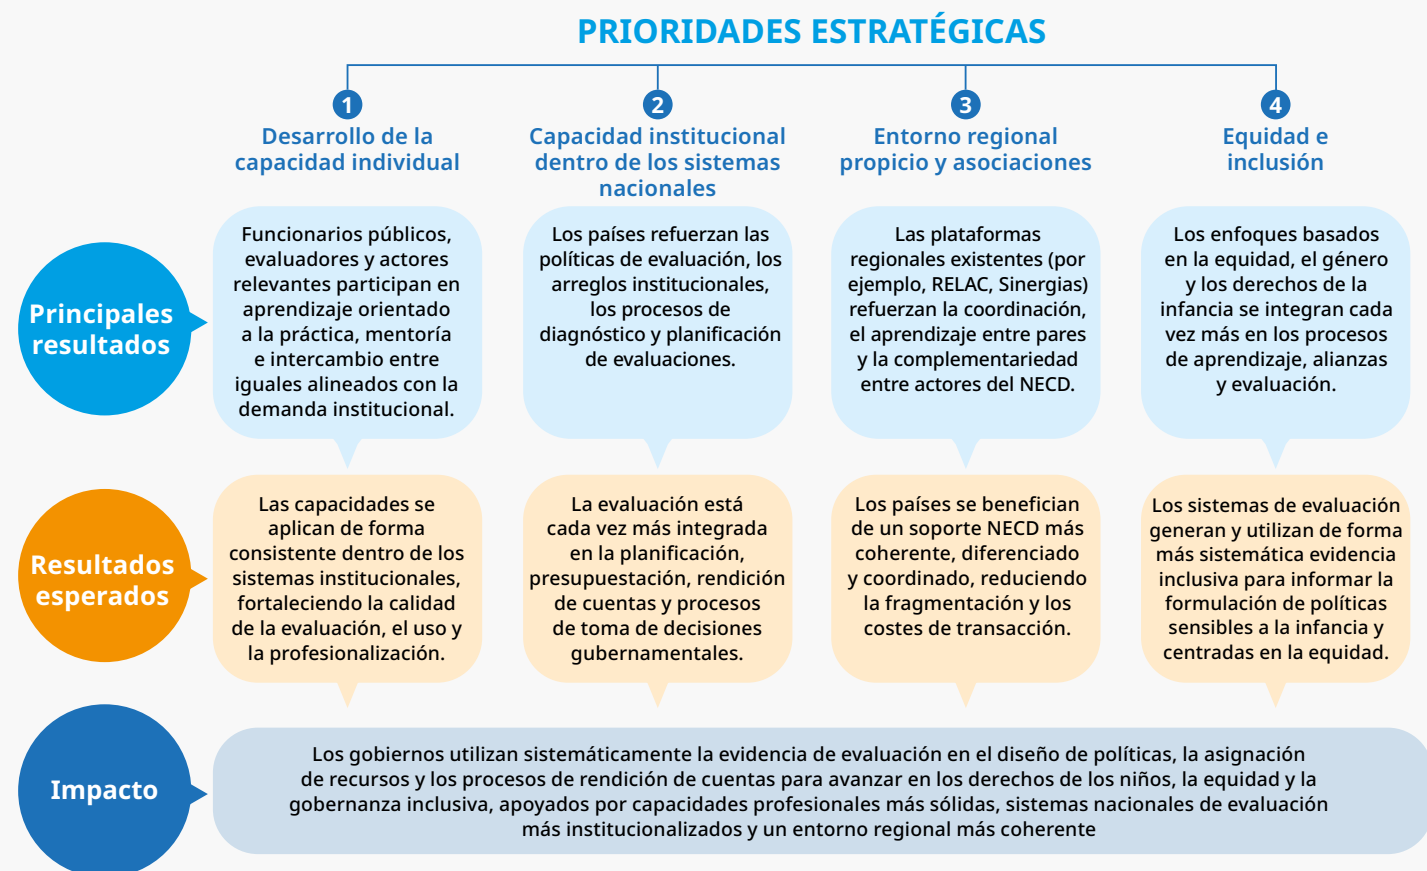 PRIORIDADES ESTRATÉGICAS
1
Desarrollo de la
capacidad individual
2
Capacidad institucional
dentro de los sistemas
nacionales
3
Entorno regional
propicio y asociaciones
4
Equidad e
inclusión
Principales
resultados
Funcionarios públicos,
evaluadores y actores
relevantes participan en
aprendizaje orientado
a la práctica, mentoría
e intercambio entre
iguales alineados con la
demanda institucional.
Los países refuerzan las
políticas de evaluación, los
arreglos institucionales,
los procesos de
diagnóstico y planificación
de evaluaciones.
Las plataformas
regionales existentes (por
ejemplo, RELAC, Sinergias)
refuerzan la coordinación,
el aprendizaje entre pares
y la complementariedad
entre actores del NECD.
Los enfoques basados
en la equidad, el género
y los derechos de la
infancia se integran cada
vez más en los procesos
de aprendizaje, alianzas
y evaluación.
Resultados
esperados
Las capacidades se
aplican de forma
consistente dentro de los
sistemas institucionales,
fortaleciendo la calidad
de la evaluación, el uso y
la profesionalización.
La evaluación está
cada vez más integrada
en la planificación,
presupuestación, rendición
de cuentas y procesos
de toma de decisiones
gubernamentales.
Los países se benefician
de un soporte NECD más
coherente, diferenciado
y coordinado, reduciendo
la fragmentación y los
costes de transacción.
Los sistemas de evaluación
generan y utilizan de forma
más sistemática evidencia
inclusiva para informar la
formulación de políticas
sensibles a la infancia y
centradas en la equidad.
Impacto
Los gobiernos utilizan sistemáticamente la evidencia de evaluación en el diseño de políticas, la asignación
de recursos y los procesos de rendición de cuentas para avanzar en los derechos de los niños, la equidad y la
gobernanza inclusiva, apoyados por capacidades profesionales más sólidas, sistemas nacionales de evaluación
más institucionalizados y un entorno regional más coherente